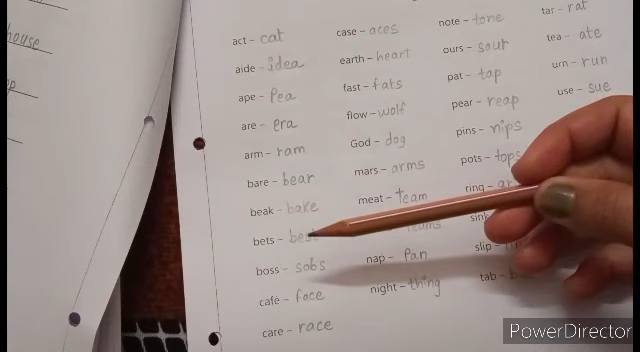 house
act - cat
aide - idea
ape - Pea
are - era
arm - ram
bare - bear
beak - bake
bets - best
boss - sobs
café - face
care - race
case - aces
earth - heart
fast - fats
flow - wolf
God - dog
mars - arms
meat - team
teams
nap - Pan
night - thing
note - tone
ours - sour
pat - tap
pear - reap
pins - nips
pots - tops
ring -
slip -
tab -
tar - rat
tea - ate
urn - run
use - sue
PowerDirector